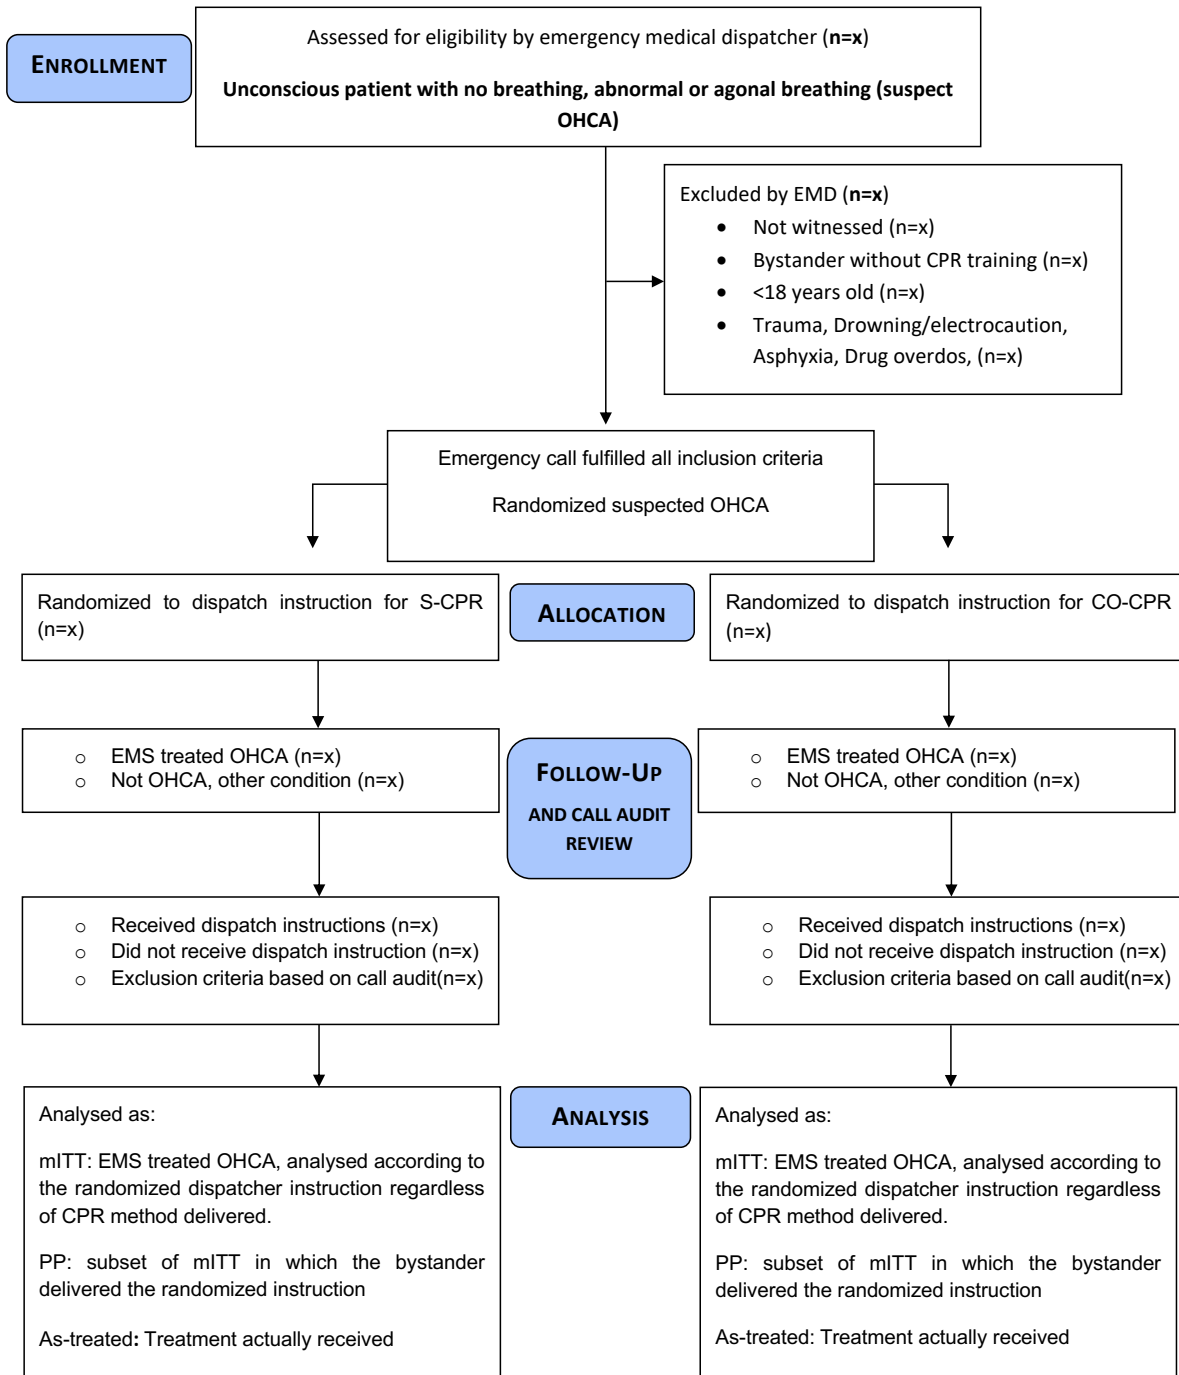 ENROLLMENT
Assessed for eligibility by emergency medical dispatcher (n=x)
Unconscious patient with no breathing, abnormal or agonal breathing (suspect
OHCA)
Excluded by EMD (n=x)
• Not witnessed (n=x)
• Bystander without CPR training (n=x)
• <18 years old (n=x)
• Trauma, Drowning/electrocaution,
Asphyxia, Drug overdos, (n=x)
Emergency call fulfilled all inclusion criteria
Randomized suspected OHCA
Randomized to dispatch instruction for S-CPR
(n=x)
ALLOCATION
Randomized to dispatch instruction for CO-CPR
(n=x)
o EMS treated OHCA (n=x)
o Not OHCA, other condition (n=x)
FOLLOW-UP
AND CALL AUDIT
REVIEW
o EMS treated OHCA (n=x)
o Not OHCA, other condition (n=x)
o Received dispatch instructions (n=x)
o Did not receive dispatch instruction (n=x)
o Exclusion criteria based on call audit(n=x)
o Received dispatch instructions (n=x)
o Did not receive dispatch instruction (n=x)
o Exclusion criteria based on call audit(n=x)
Analysed as:
mITT: EMS treated OHCA, analysed according to
the randomized dispatcher instruction regardless
of CPR method delivered.
PP: subset of mITT in which the bystander
delivered the randomized instruction
As-treated: Treatment actually received
ANALYSIS
Analysed as:
mITT: EMS treated OHCA, analysed according to
the randomized dispatcher instruction regardless
of CPR method delivered.
PP: subset of mITT in which the bystander
delivered the randomized instruction
As-treated: Treatment actually received